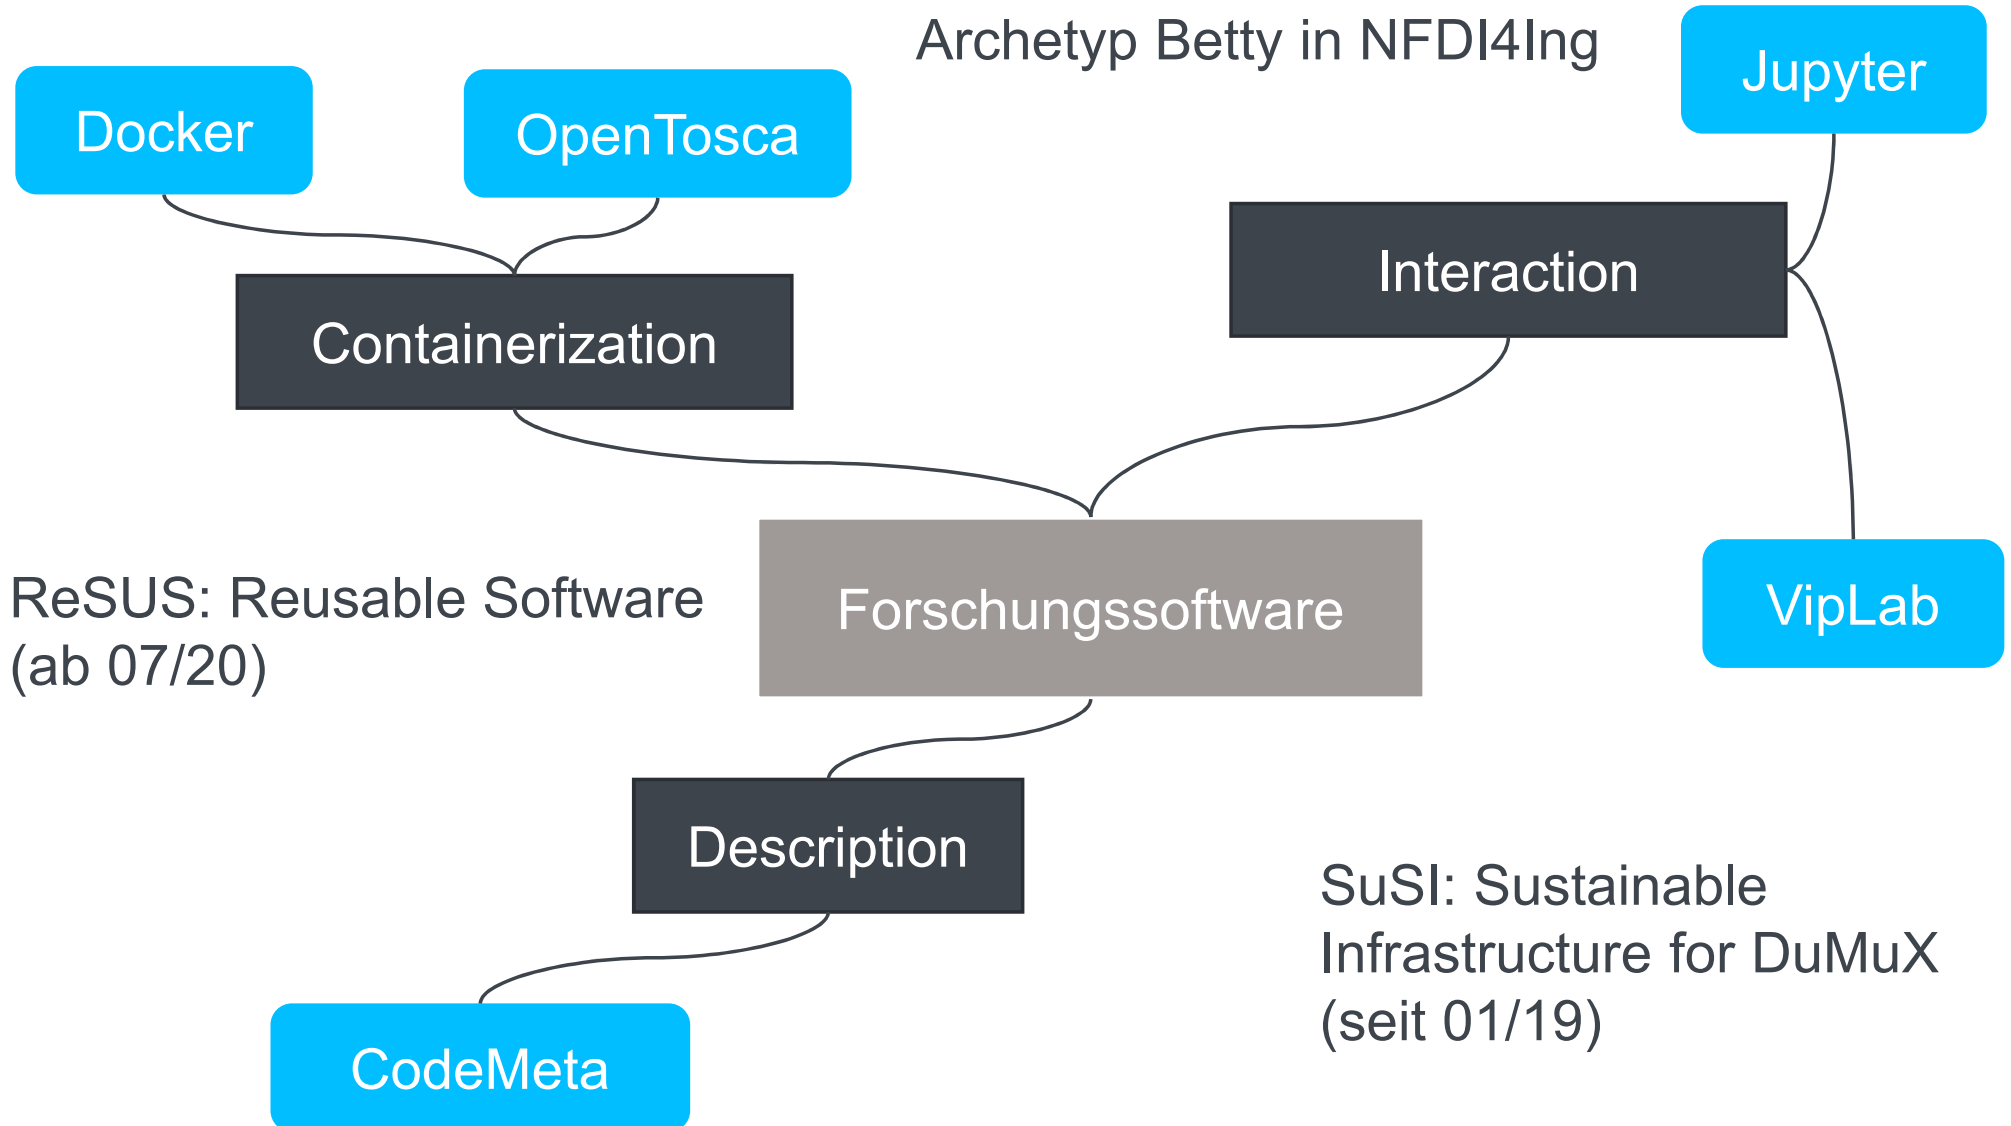 Archetyp Betty in NFDI4Ing
Jupyter
Docker
OpenTosca
Interaction
Containerization
ReSUS: Reusable Software
(ab 07/20)
Forschungssoftware
VipLab
Description
SuSI: Sustainable
Infrastructure for DuMuX
(seit 01/19)
CodeMeta